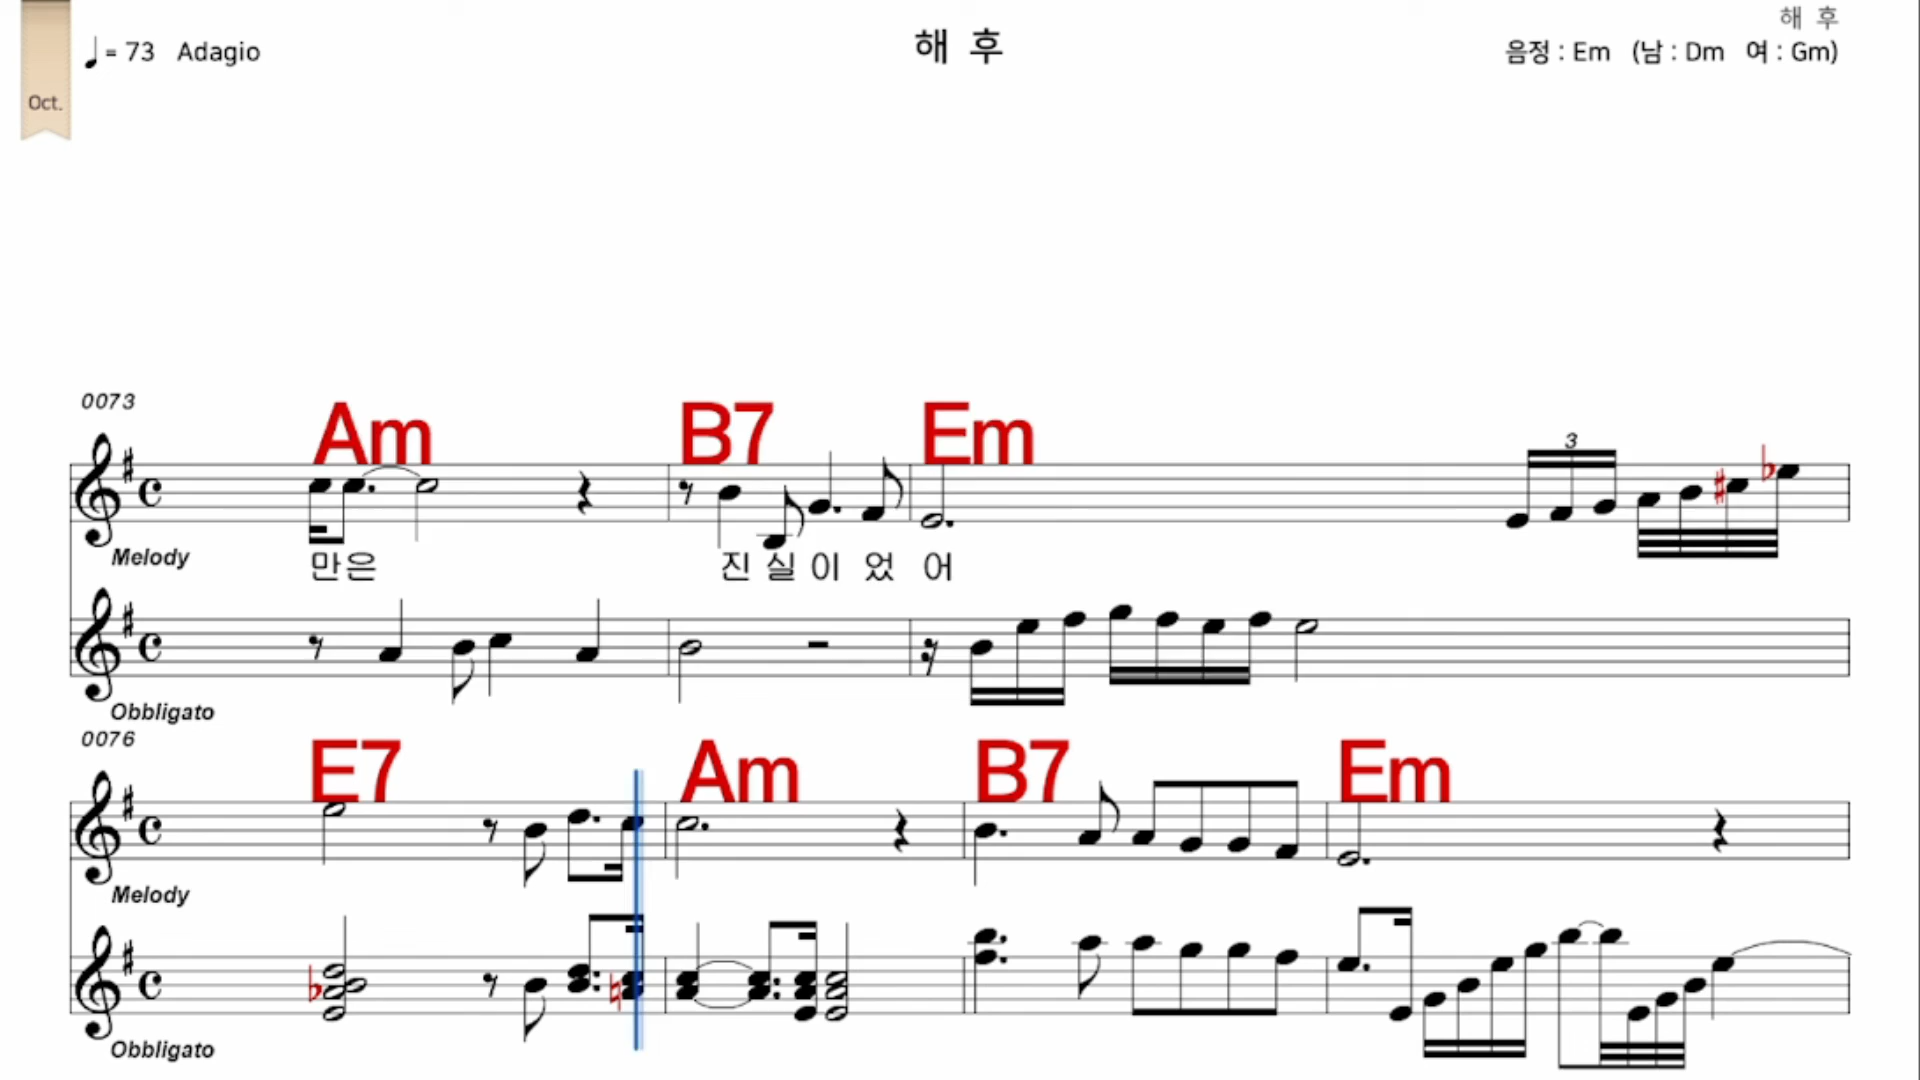 해 후
♩= 73 Adagio
해 후
음정 : Em (남 : Dm 여 : Gm)
Oct.
0073
Am B7 Em
3
Melody
만은 진 실 이 었 어
Obbligato
0076
E7 Am B7 Em
Melody
Obbligato